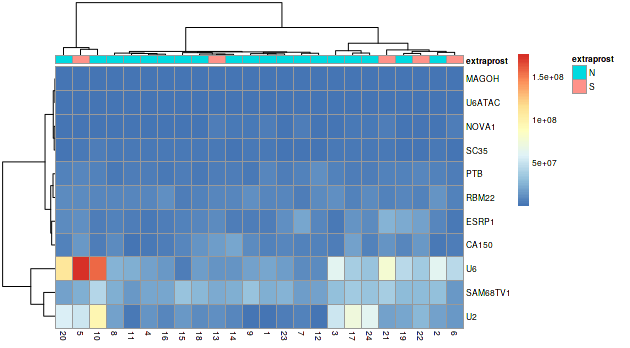 extraprost
MAGOH
U6ATAC
NOVA1
SC35
PTB
RBM22
ESRP1
CA150
U6
SAM68TV1
U2
20 5 10 8 11 4 16 15 18 13 14 9 1 23 7 12 3 17 24 21 19 22 2 6
1.5e+08
1e+08
5e+07
extraprost
N
S